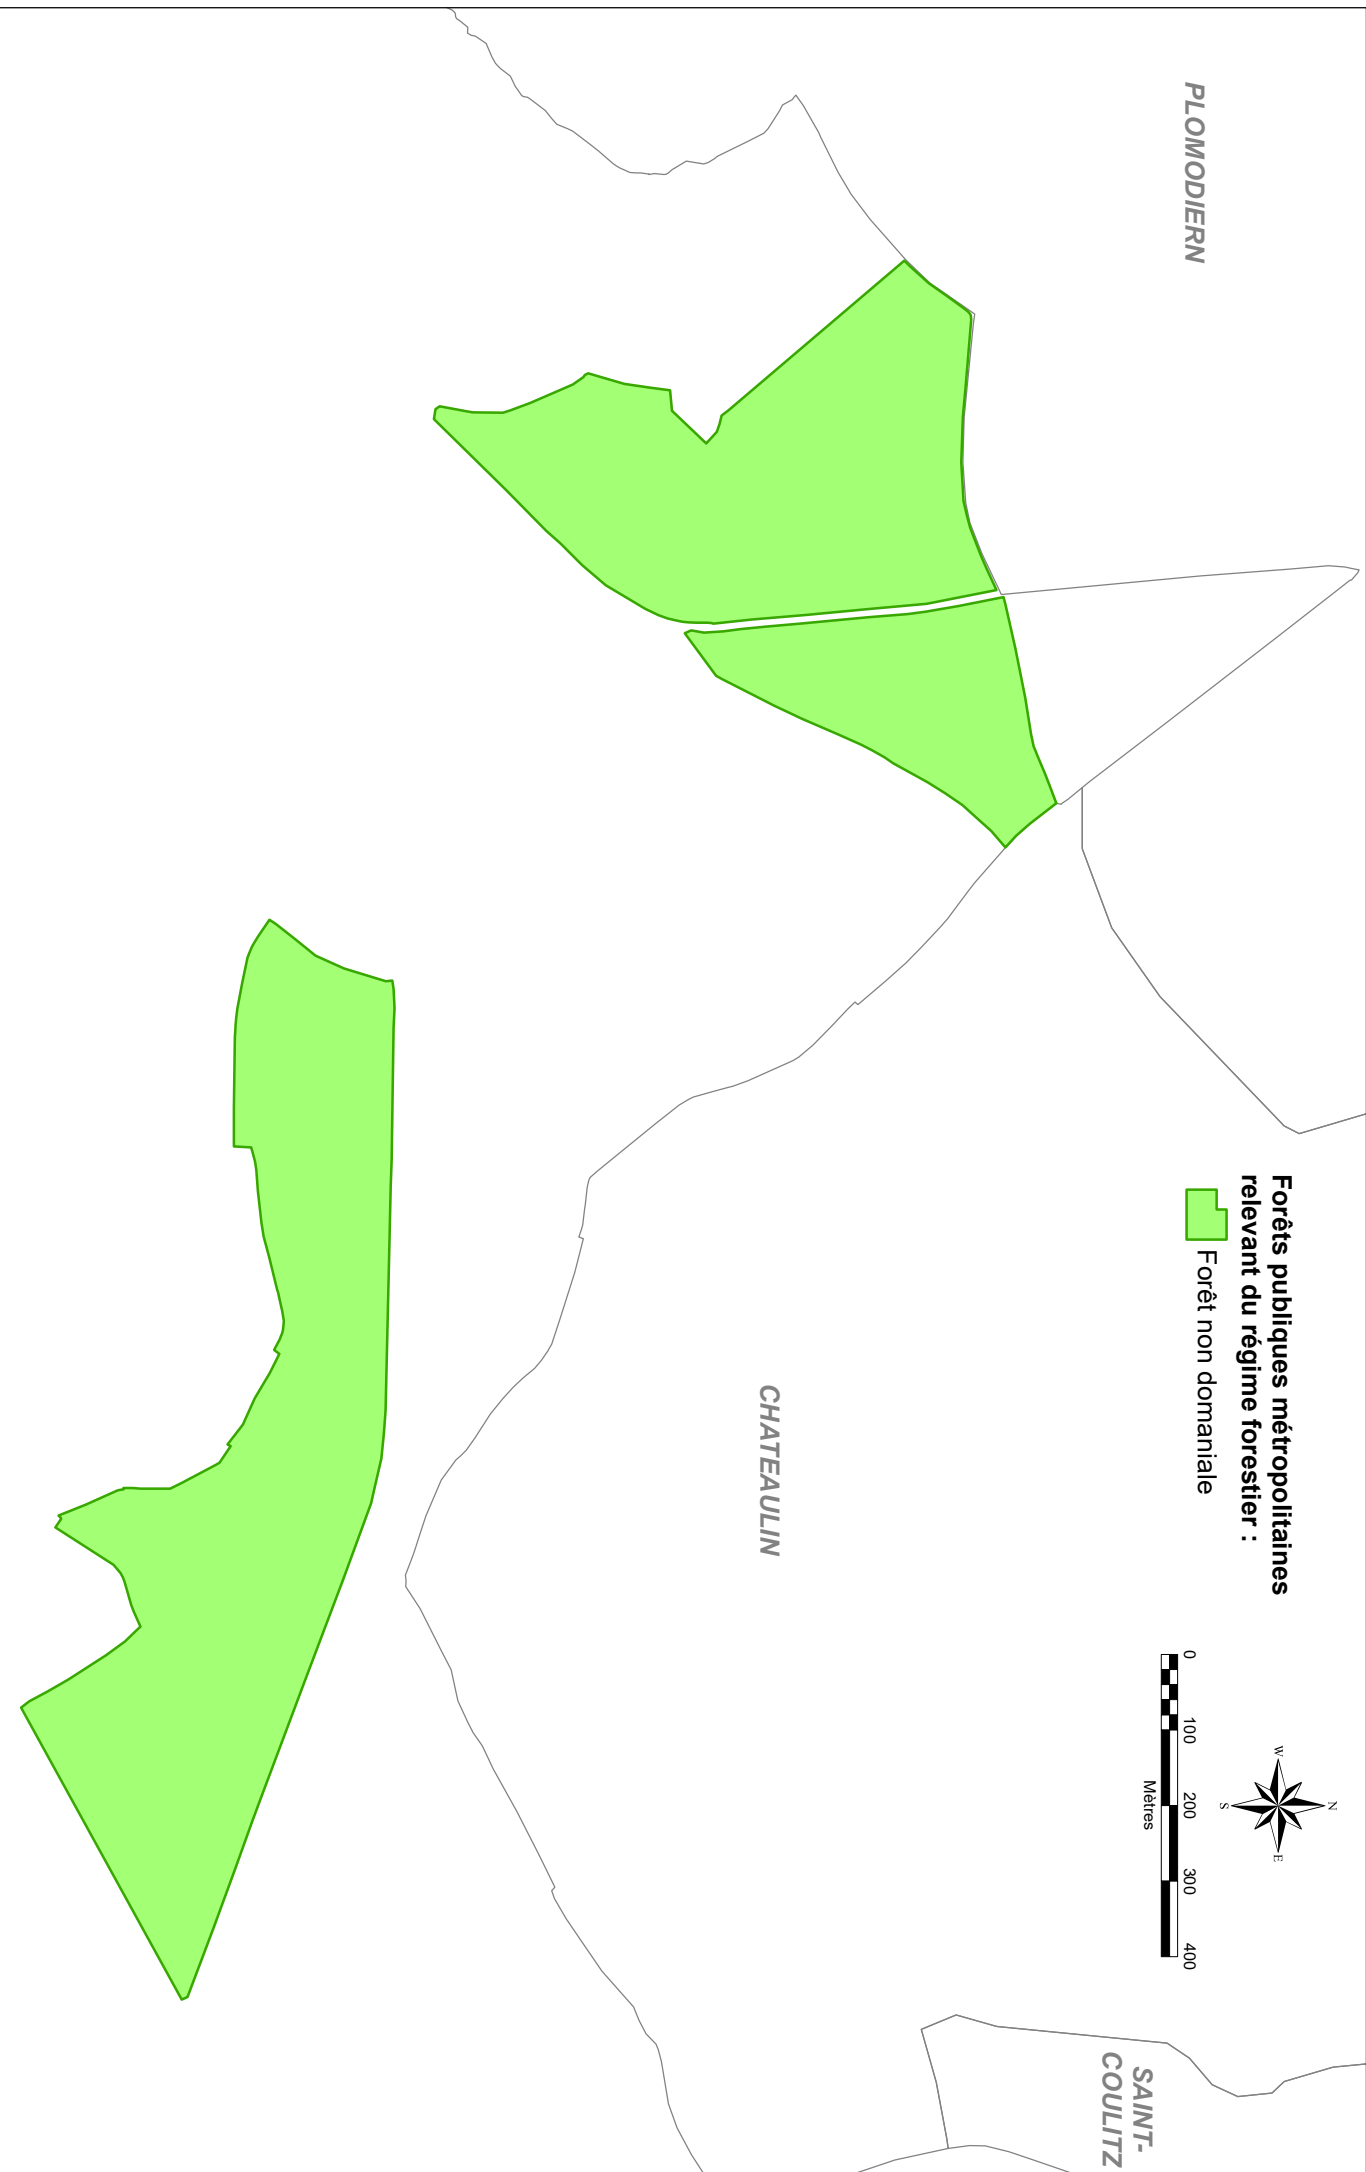 PLOMODIERN
Forêts publiques métropolitaines
relevant du régime forestier :
Forêt non domaniale
N
W
E
S
0 100 200 300 400
Mètres
CHATEAULIN
SAINT-
COULITZ